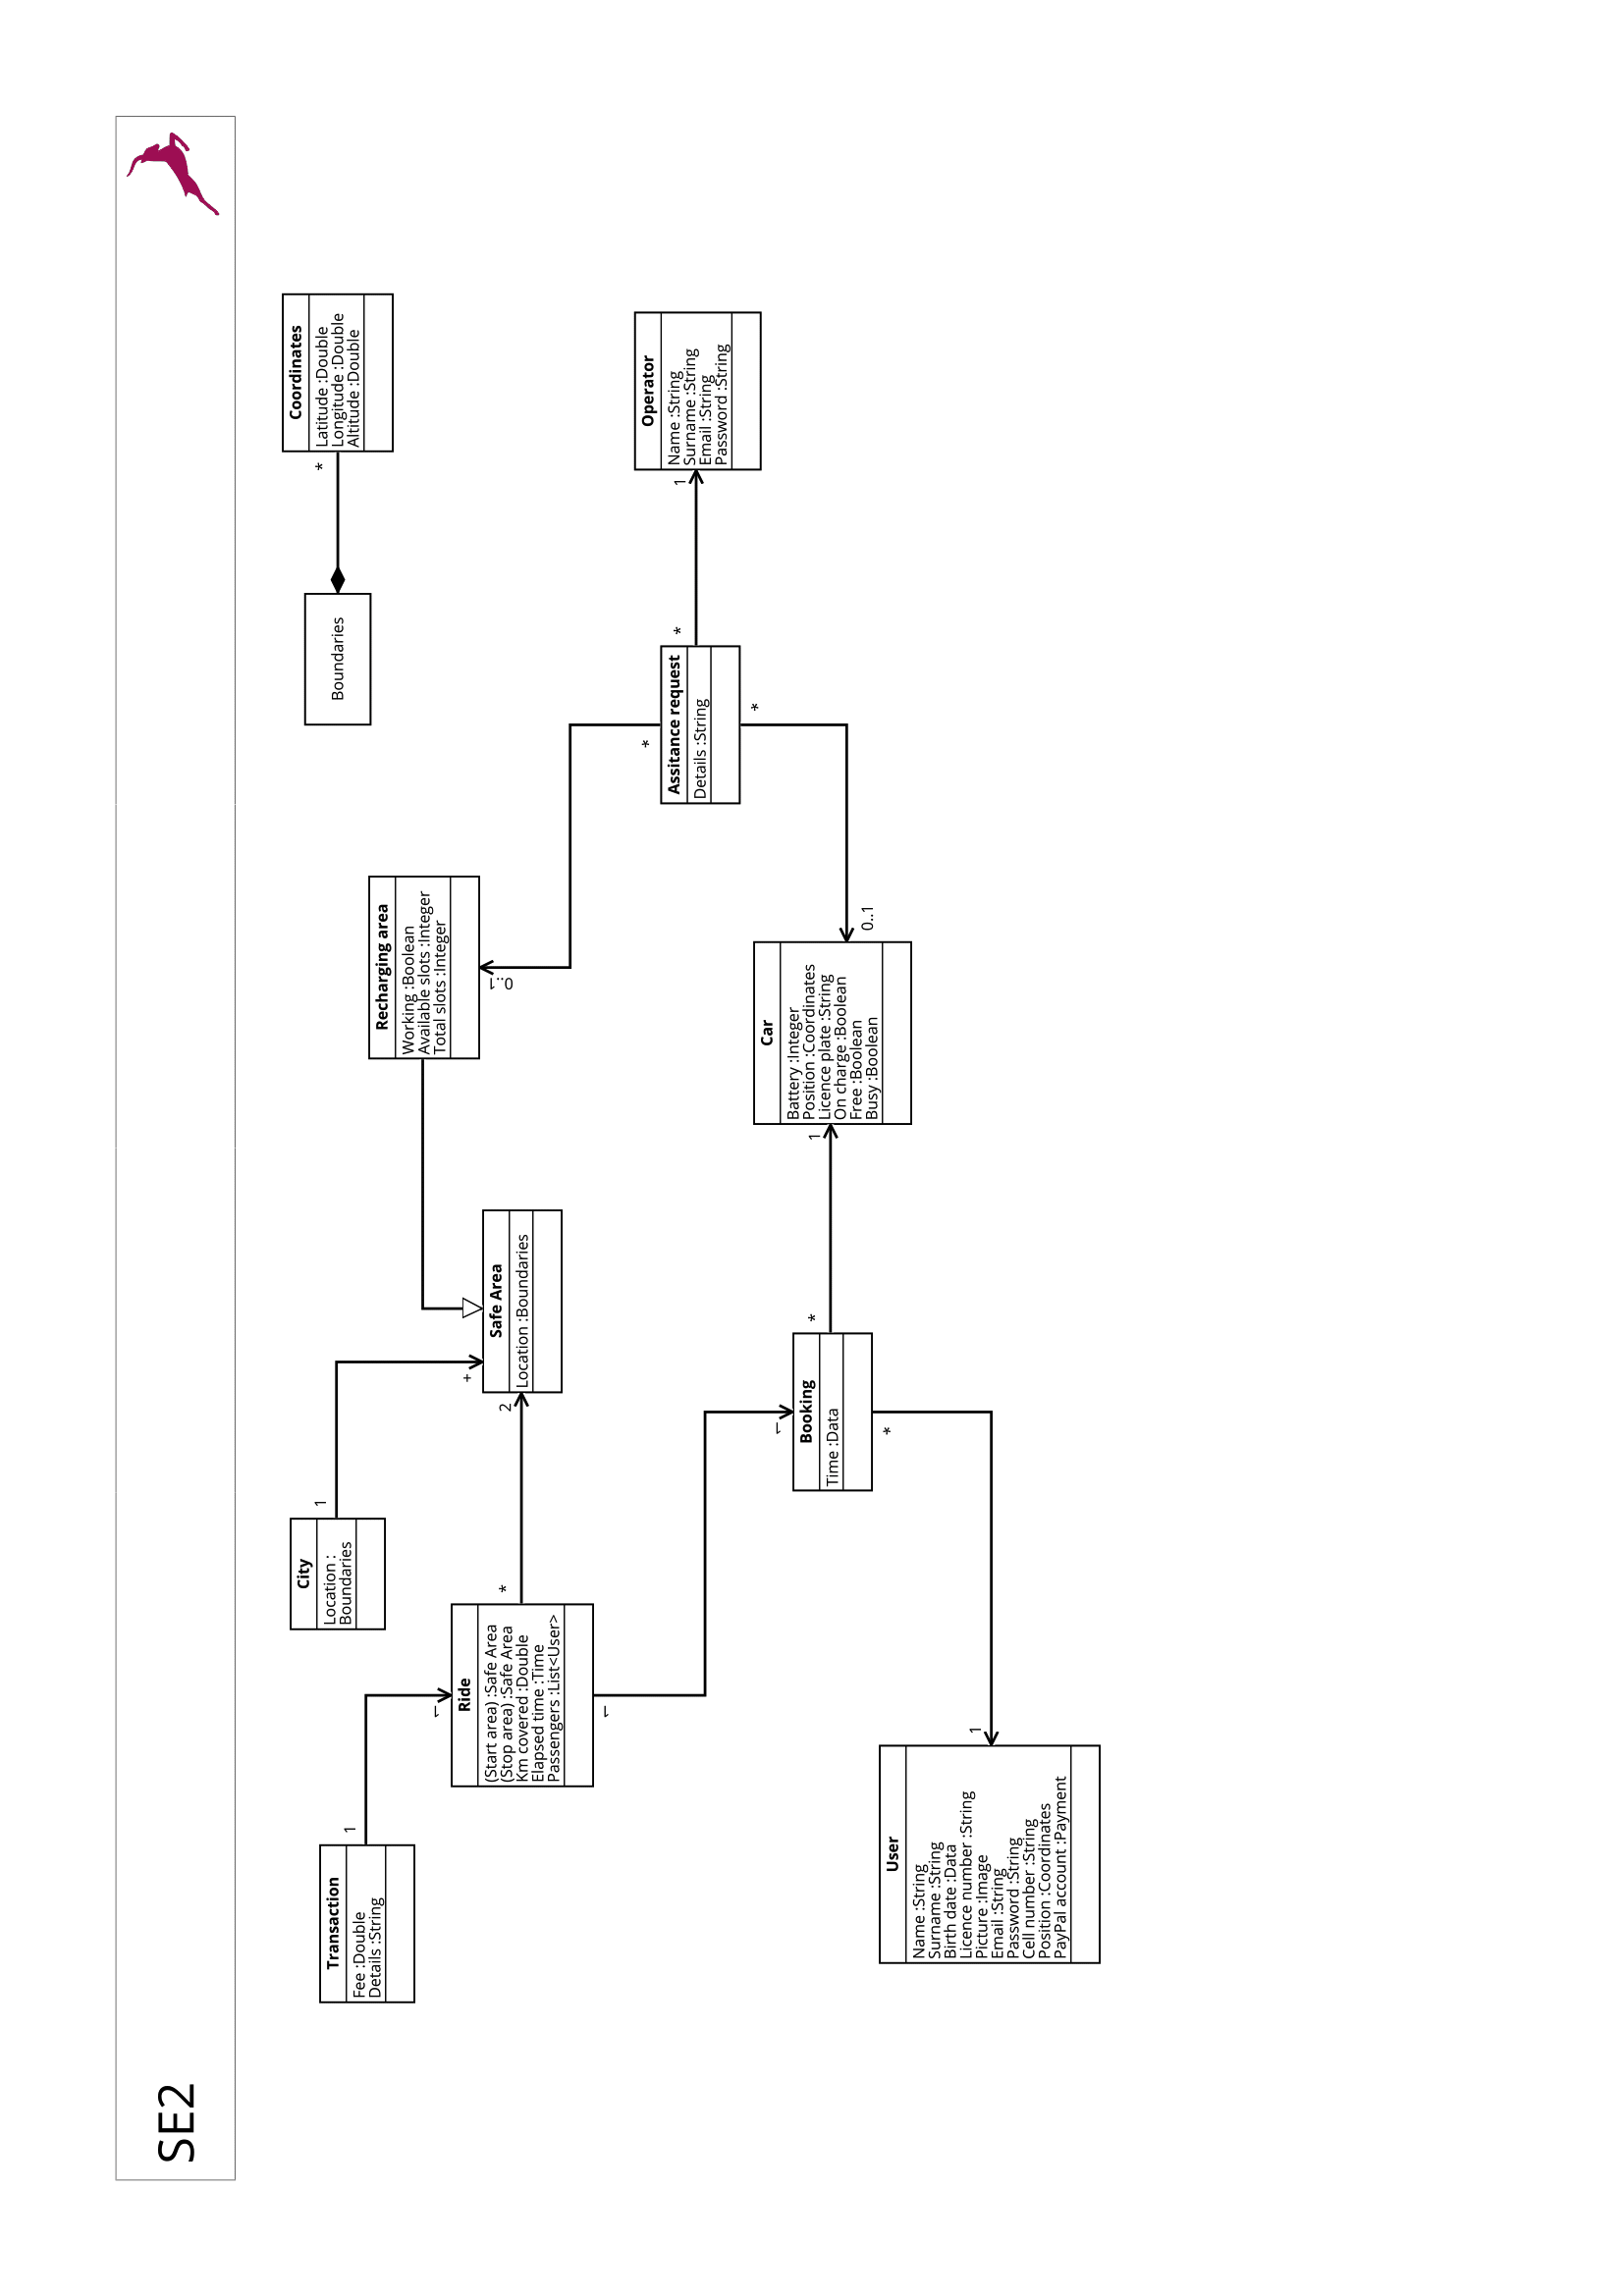 SE2
Transaction
Fee :Double
Details :String
1
1
City
Location :
Boundaries
1
+
Ride
(Start area) :Safe Area
(Stop area) :Safe Area
Km covered :Double
Elapsed time :Time
Passengers :List<User>
*
2
1
1
Safe Area
Location :Boundaries
Recharging area
Working :Boolean
Available slots :Integer
Total slots :Integer
0..1
*
Boundaries
*
Coordinates
Latitude :Double
Longitude :Double
Altitude :Double
Assitance request
Details :String
*
1
Operator
Name :String
Surname :String
Email :String
Password :String
*
0..1
Car
Battery :Integer
Position :Coordinates
Licence plate :String
On charge :Boolean
Free :Boolean
Busy :Boolean
1
*
Booking
Time :Data
*
1
User
Name :String
Surname :String
Birth date :Data
Licence number :String
Picture :Image
Email :String
Password :String
Cell number :String
Position :Coordinates
PayPal account :Payment